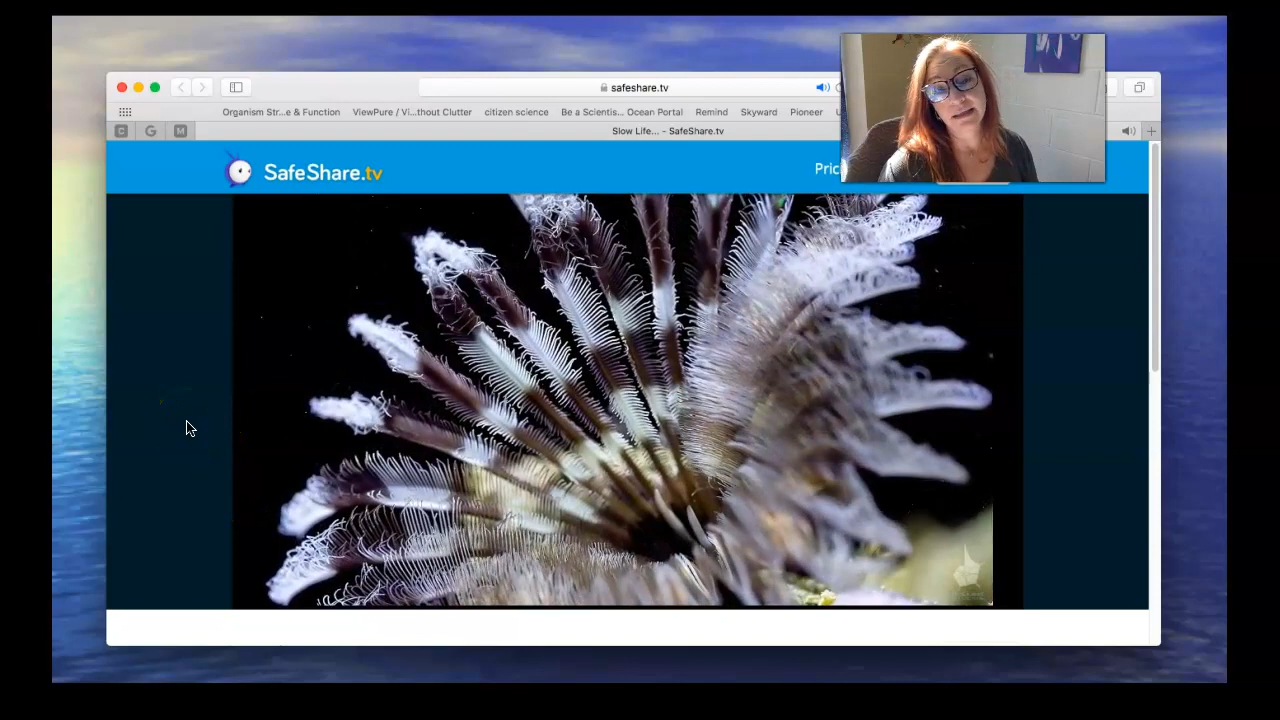 safeshare.tv
Organism Str...e & Function ViewPure / Vi...thout Clutter citizen science Be a Scientis... Ocean Portal Remind Skyward Pioneer
C G M Slow Life... - SafeShare.tv
SafeShare.tv Pric